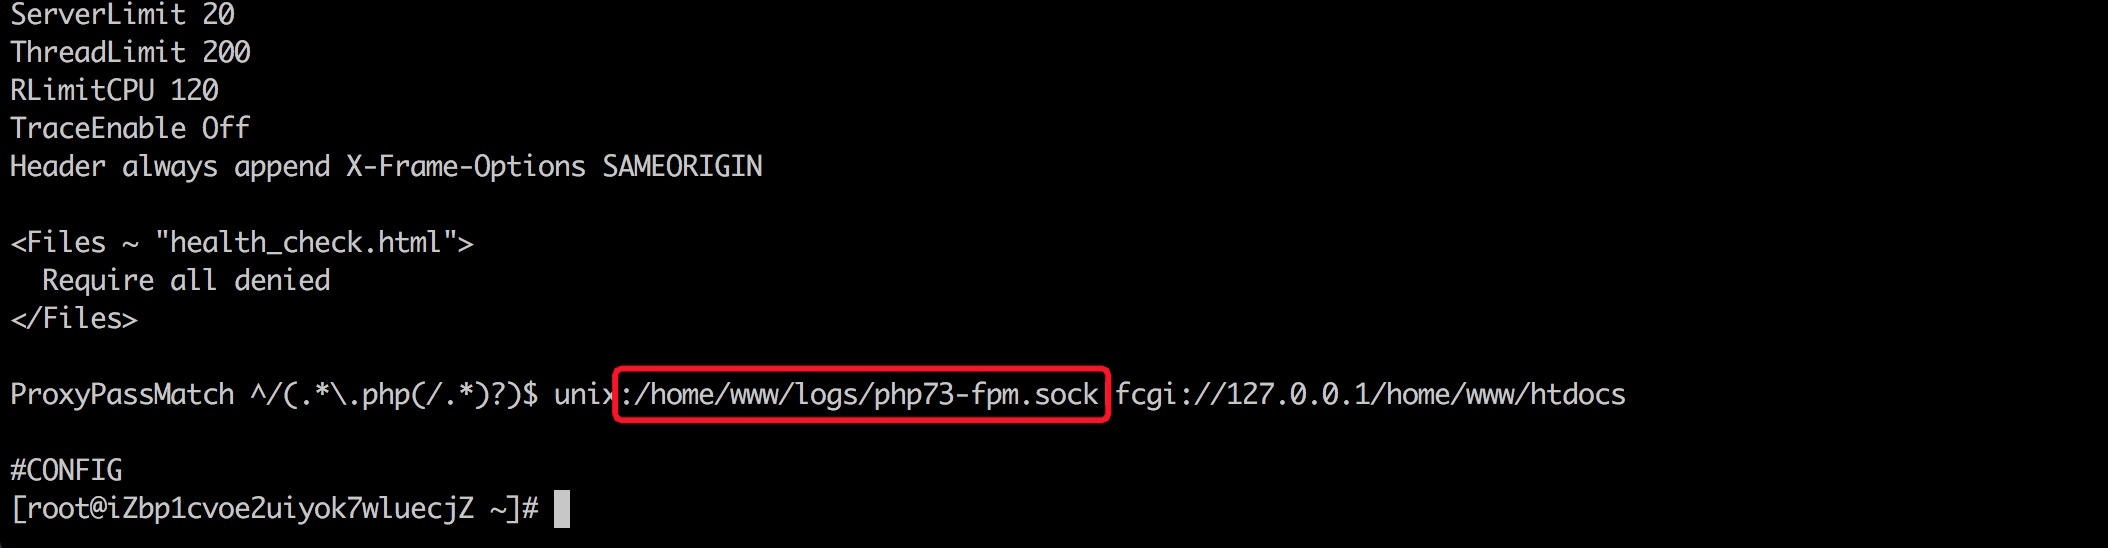 ServerLimit 20
ThreadLimit 200
RLimitCPU 120
TraceEnable Off
Header always append X-Frame-Options SAMEORIGIN
<Files ~ "health_check.html">
  Require all denied
</Files>
ProxyPassMatch ^/(.*\.php(/.*)?)$ unix:/home/www/logs/php73-fpm.sock fcgi://127.0.0.1/home/www/htdocs
#CONFIG
[root@iZbp1cvoe2uiyok7wluecjZ ~]#